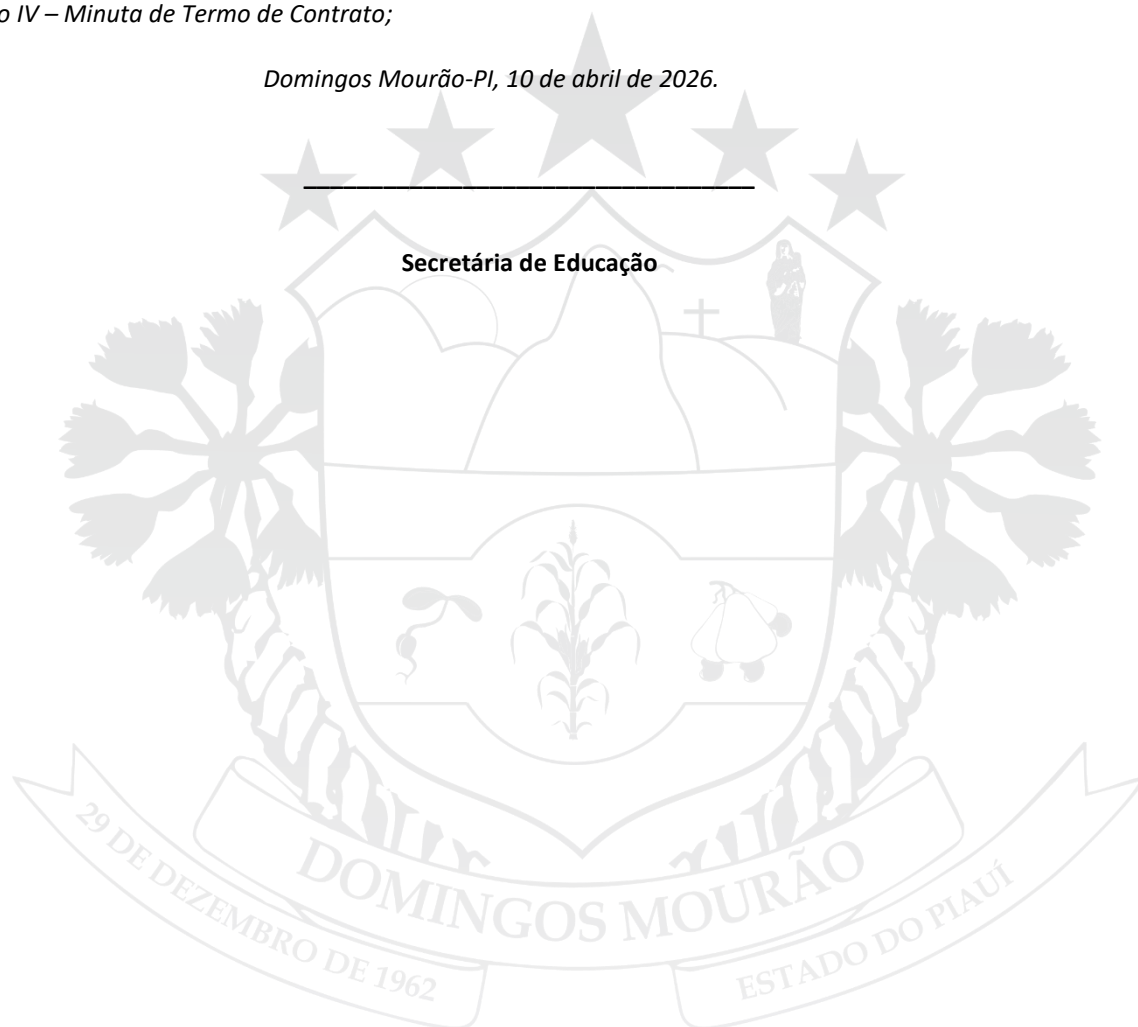 o IV – Minuta de Termo de Contrato;
Domingos Mourão-PI, 10 de abril de 2026.
__________________________________
Secretária de Educação
29 DE DEZEMBRO DE 1962
DOMINGOS MOURÃO
ESTADO DO PIAUÍ